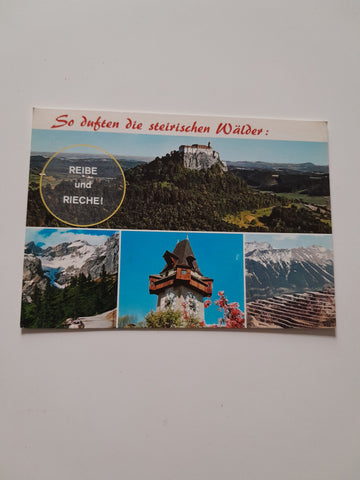 So duften die steirischen Wälder:
REIBE
und
RIECHE!